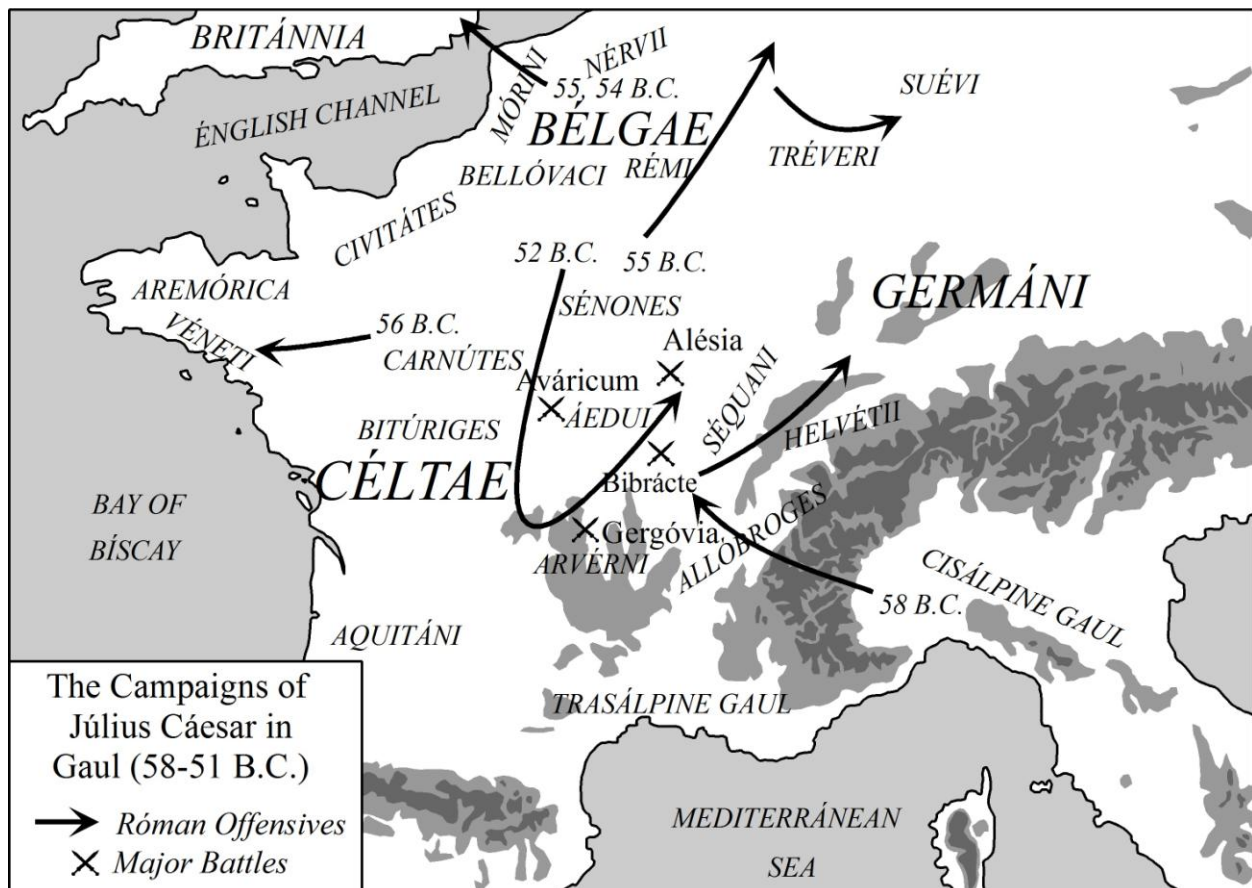 BRITÁNNIA
ÉNGLISH CHANNEL
MÓRINI
NÉRVII
55, 54 B.C.
BÉLGAE
SUÉVI
TRÉVERI
BELLÓVACI
RÉMI
CIVITÁTES
52 B.C.
55 B.C.
AREMÓRICA
SÉNONES
GERMÁNI
VÉNETI
56 B.C.
CARNÚTES
Alésia
Aváricum
ÁEDUI
SÉQUANI
HELVÉTII
BITÚRIGES
CÉLTAE
Bibrácte
BAY OF
BÍSCAY
Gergóvia
ARVÉRNI
ALLÓBROGES
CISÁLPINE GAUL
58 B.C.
AQUITÁNI
TRASÁLPINE GAUL
MEDITERRÁNEAN
SEA
The Campaigns of
Július Cáesar in
Gaul (58-51 B.C.)
Róman Offensives
Major Battles